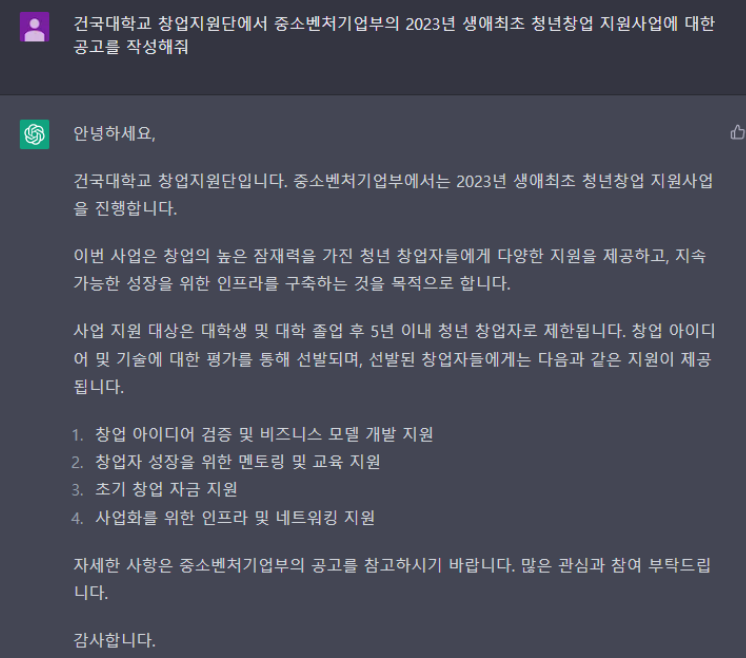 건국대학교 창업지원단에서 중소벤처기업부의 2023년 생애최초 청년창업 지원사업에 대한
공고를 작성해줘
안녕하세요,
건국대학교 창업지원단입니다. 중소벤처기업부에서는 2023년 생애최초 청년창업 지원사업
을 진행합니다.
이번 사업은 창업의 높은 잠재력을 가진 청년 창업자들에게 다양한 지원을 제공하고, 지속
가능한 성장을 위한 인프라를 구축하는 것을 목적으로 합니다.
사업 지원 대상은 대학생 및 대학 졸업 후 5년 이내 청년 창업자로 제한됩니다. 창업 아이디
어 및 기술에 대한 평가를 통해 선발되며, 선발된 창업자들에게는 다음과 같은 지원이 제공
됩니다.
1. 창업 아이디어 검증 및 비즈니스 모델 개발 지원
2. 창업자 성장을 위한 멘토링 및 교육 지원
3. 초기 창업 자금 지원
4. 사업화를 위한 인프라 및 네트워킹 지원
자세한 사항은 중소벤처기업부의 공고를 참고하시기 바랍니다. 많은 관심과 참여 부탁드립
니다.
감사합니다.